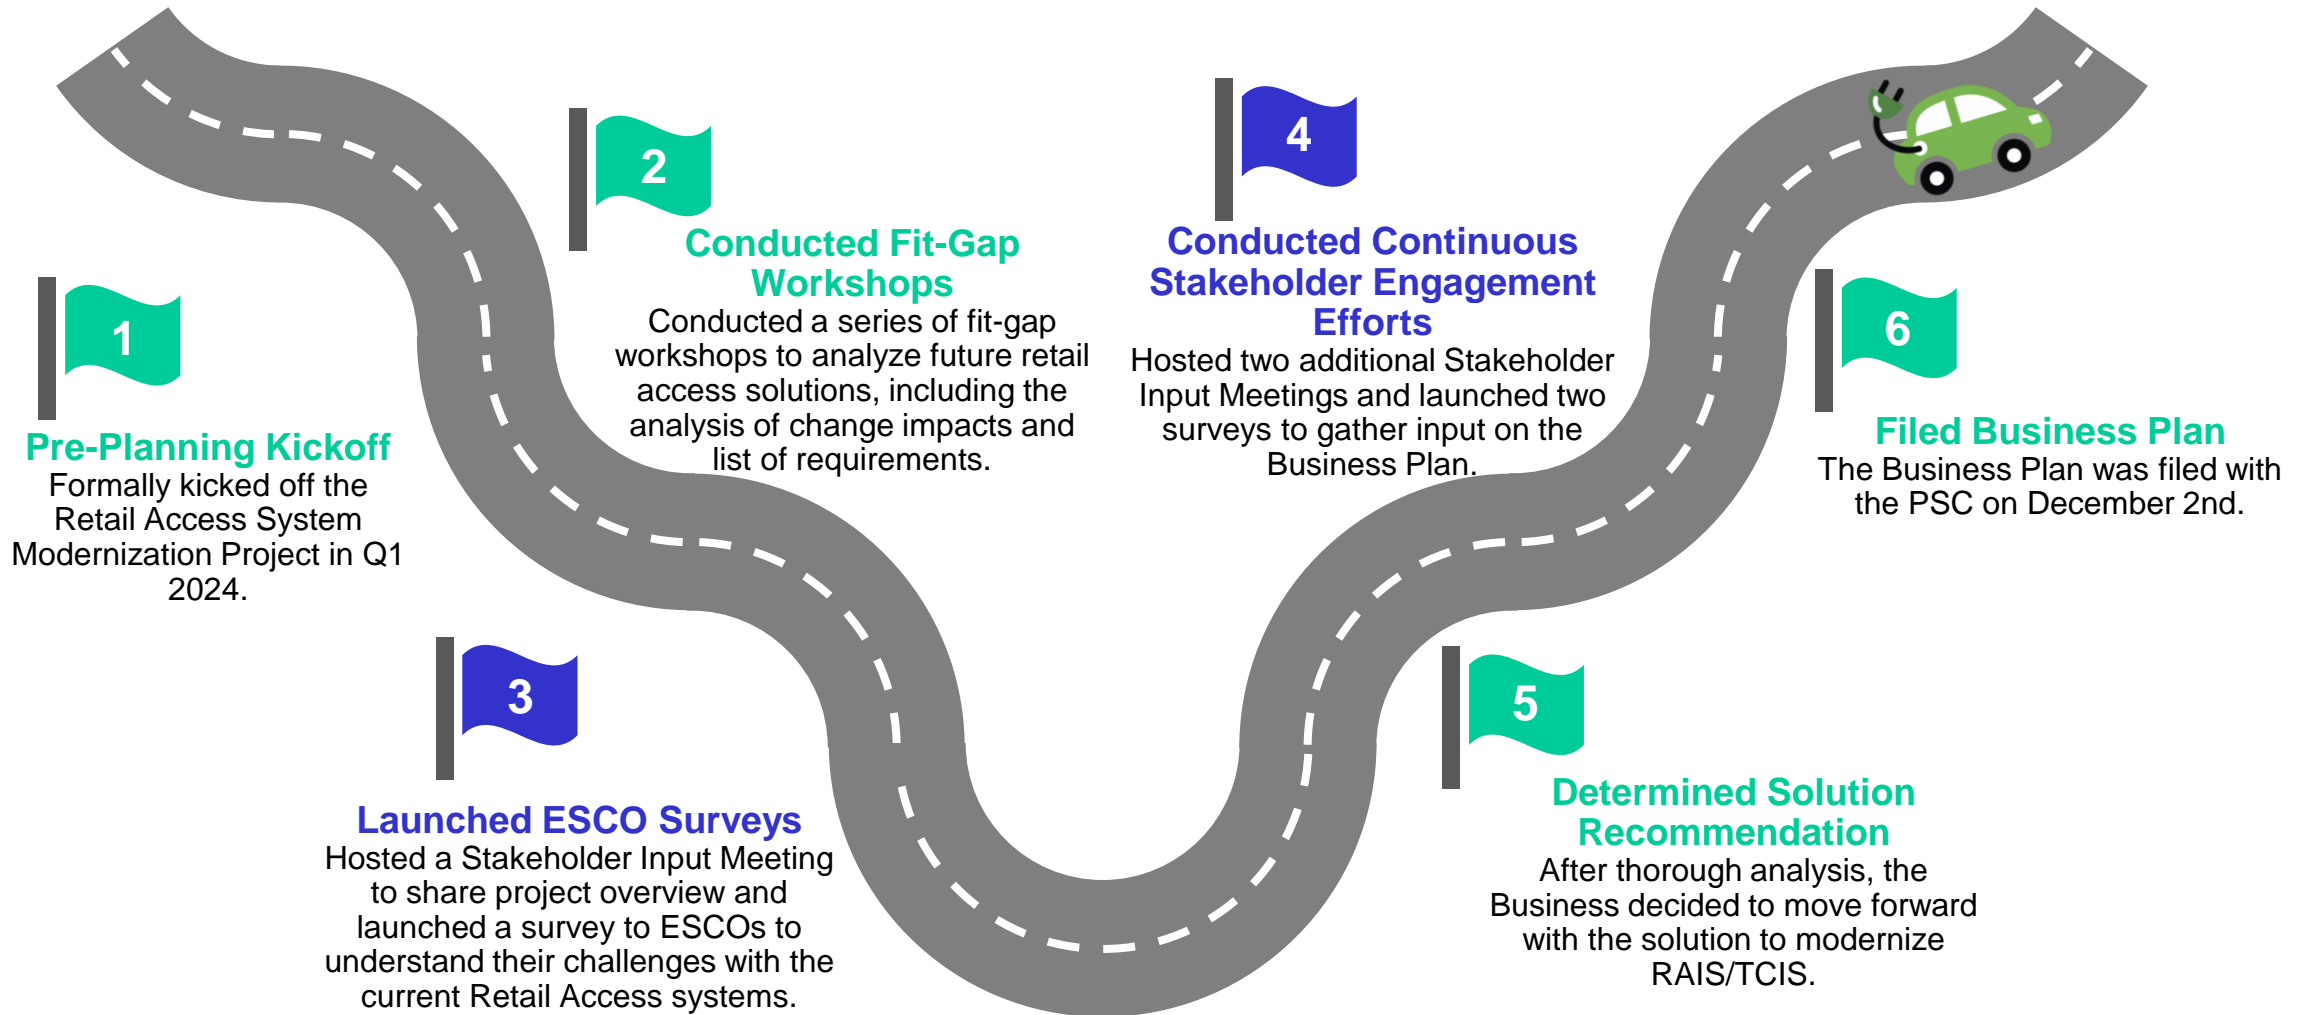 1
Pre-Planning Kickoff
Formally kicked off the
Retail Access System
Modernization Project in Q1
2024.
2
Conducted Fit-Gap
Workshops
Conducted a series of fit-gap
workshops to analyze future retail
access solutions, including the
analysis of change impacts and
list of requirements.
3
Launched ESCO Surveys
Hosted a Stakeholder Input Meeting
to share project overview and
launched a survey to ESCOs to
understand their challenges with the
current Retail Access systems.
4
Conducted Continuous
Stakeholder Engagement
Efforts
Hosted two additional Stakeholder
Input Meetings and launched two
surveys to gather input on the
Business Plan.
5
Determined Solution
Recommendation
After thorough analysis, the
Business decided to move forward
with the solution to modernize
RAIS/TCIS.
6
Filed Business Plan
The Business Plan was filed with
the PSC on December 2nd.